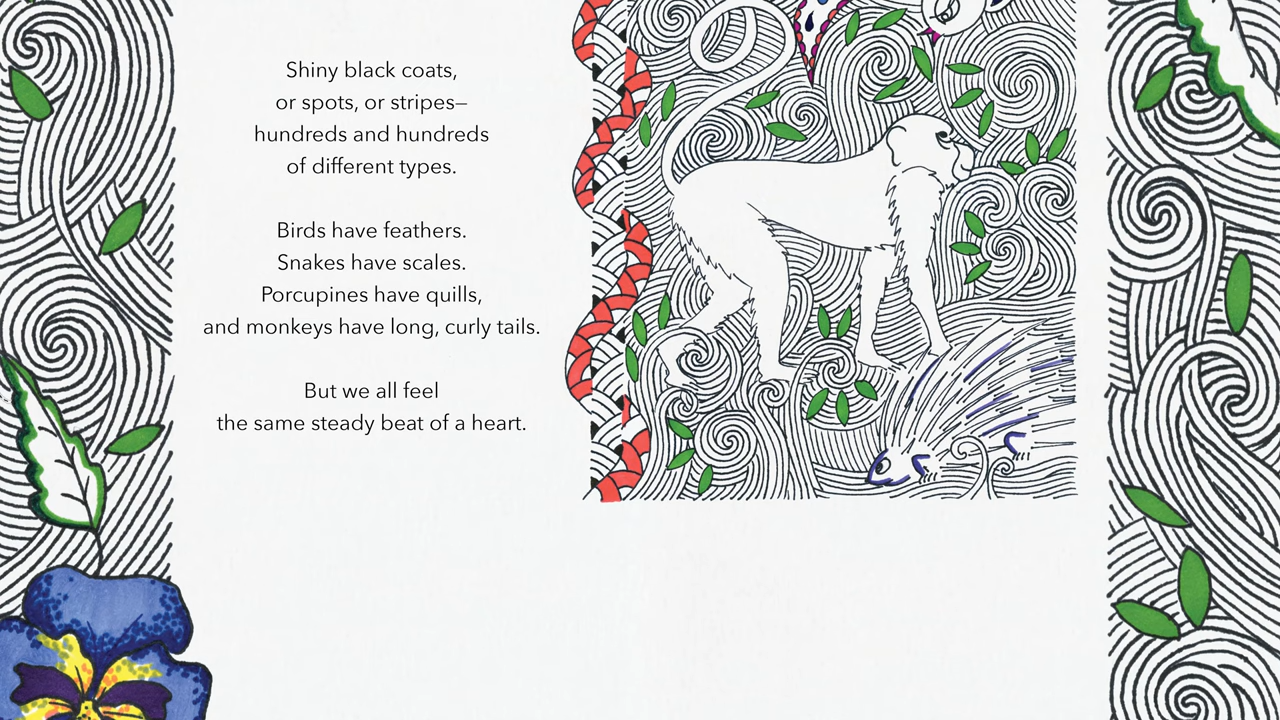 Shiny black coats,
or spots, or stripes—
hundreds and hundreds
of different types.
Birds have feathers.
Snakes have scales.
Porcupines have quills,
and monkeys have long, curly tails.
But we all feel
the same steady beat of a heart.